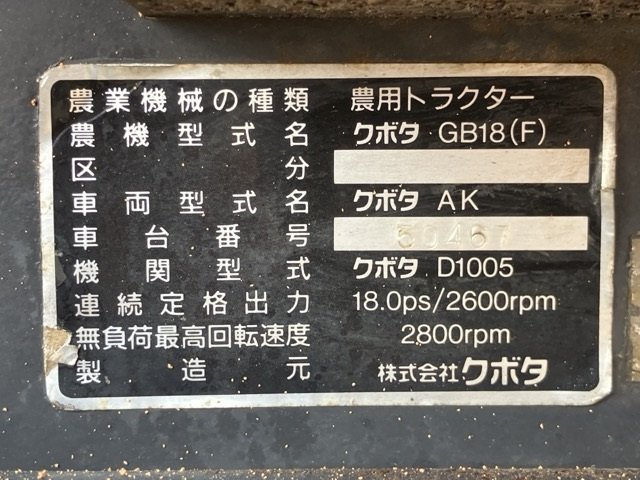 農業機械の種類 農用トラクター
農機型式名 クボタ GB18(F)
区分
車両型式名 クボタ AK
車台番号 50467
機関型式 クボタ D1005
連続定格出力 18.0ps/2600rpm
無負荷最高回転速度 2800rpm
製造元 株式会社クボタ